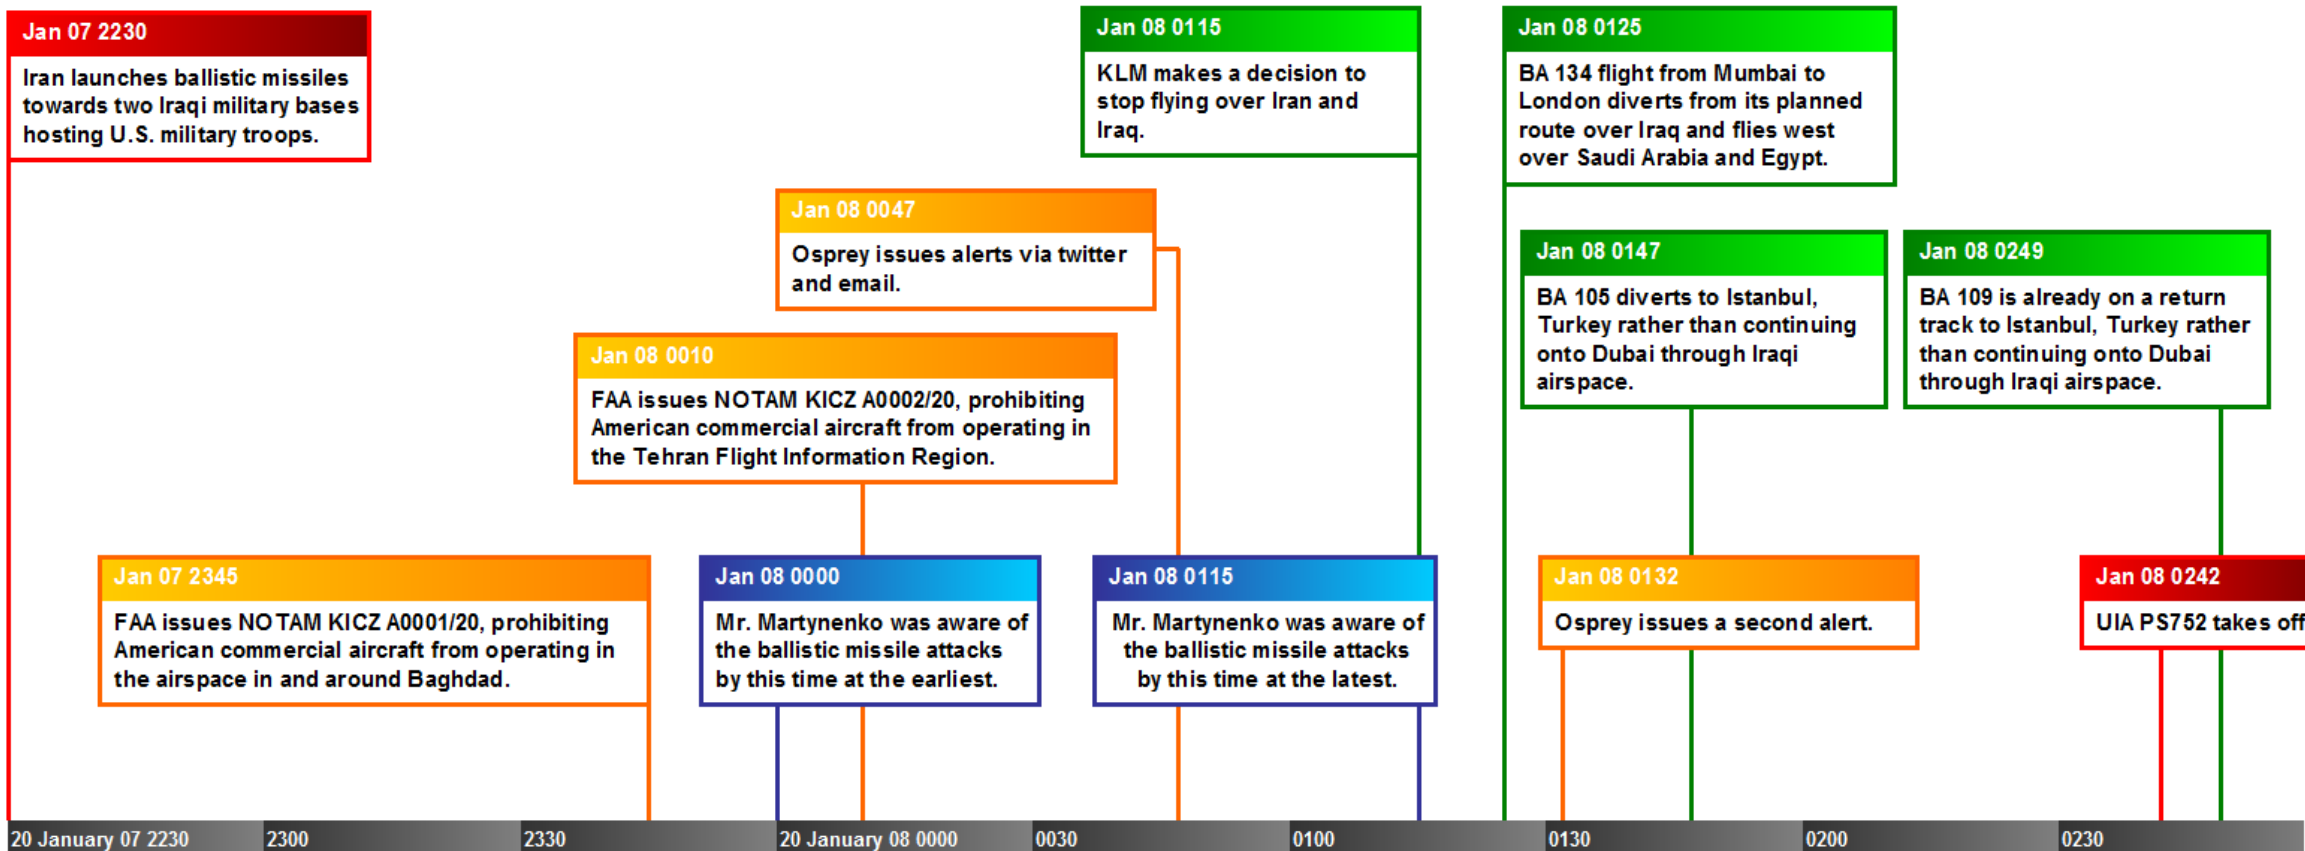 Jan 07 2230
Iran launches ballistic missiles
towards two Iraqi military bases
hosting U.S. military troops.
Jan 08 0115
KLM makes a decision to
stop flying over Iran and
Iraq.
Jan 08 0125
BA 134 flight from Mumbai to
London diverts from its planned
route over Iraq and flies west
over Saudi Arabia and Egypt.
Jan 08 0047
Osprey issues alerts via twitter
and email.
Jan 08 0147
BA 105 diverts to Istanbul,
Turkey rather than continuing
onto Dubai through Iraqi
airspace.
Jan 08 0249
BA 109 is already on a return
track to Istanbul, Turkey rather
than continuing onto Dubai
through Iraqi airspace.
Jan 08 0010
FAA issues NOTAM KICZ A0002/20, prohibiting
American commercial aircraft from operating in
the Tehran Flight Information Region.
Jan 07 2345
FAA issues NOTAM KICZ A0001/20, prohibiting
American commercial aircraft from operating in
the airspace in and around Baghdad.
Jan 08 0000
Mr. Martynenko was aware of
the ballistic missile attacks
by this time at the earliest.
Jan 08 0115
Mr. Martynenko was aware of
the ballistic missile attacks
by this time at the latest.
Jan 08 0132
Osprey issues a second alert.
Jan 08 0242
UIA PS752 takes off
20 January 07 2230
2300
2330
20 January 08 0000
0030
0100
0130
0200
0230